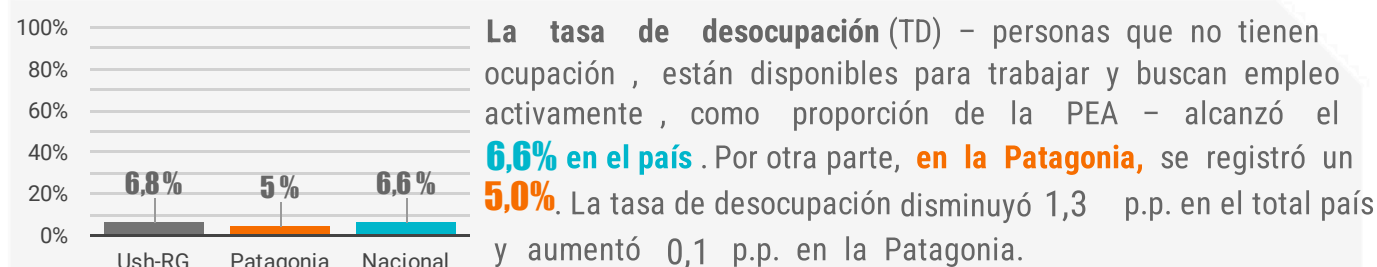 100%
80%
60%
40%
20%
0%
6,8%
5%
6,6%
Ush-RG Patagonia Nacional
La tasa de desocupación (TD) – personas que no tienen
ocupación , están disponibles para trabajar y buscan empleo
activamente , como proporción de la PEA – alcanzó el
6,6% en el país . Por otra parte, en la Patagonia, se registró un
5,0%. La tasa de desocupación disminuyó 1,3 p.p. en el total país
y aumentó 0,1 p.p. en la Patagonia.